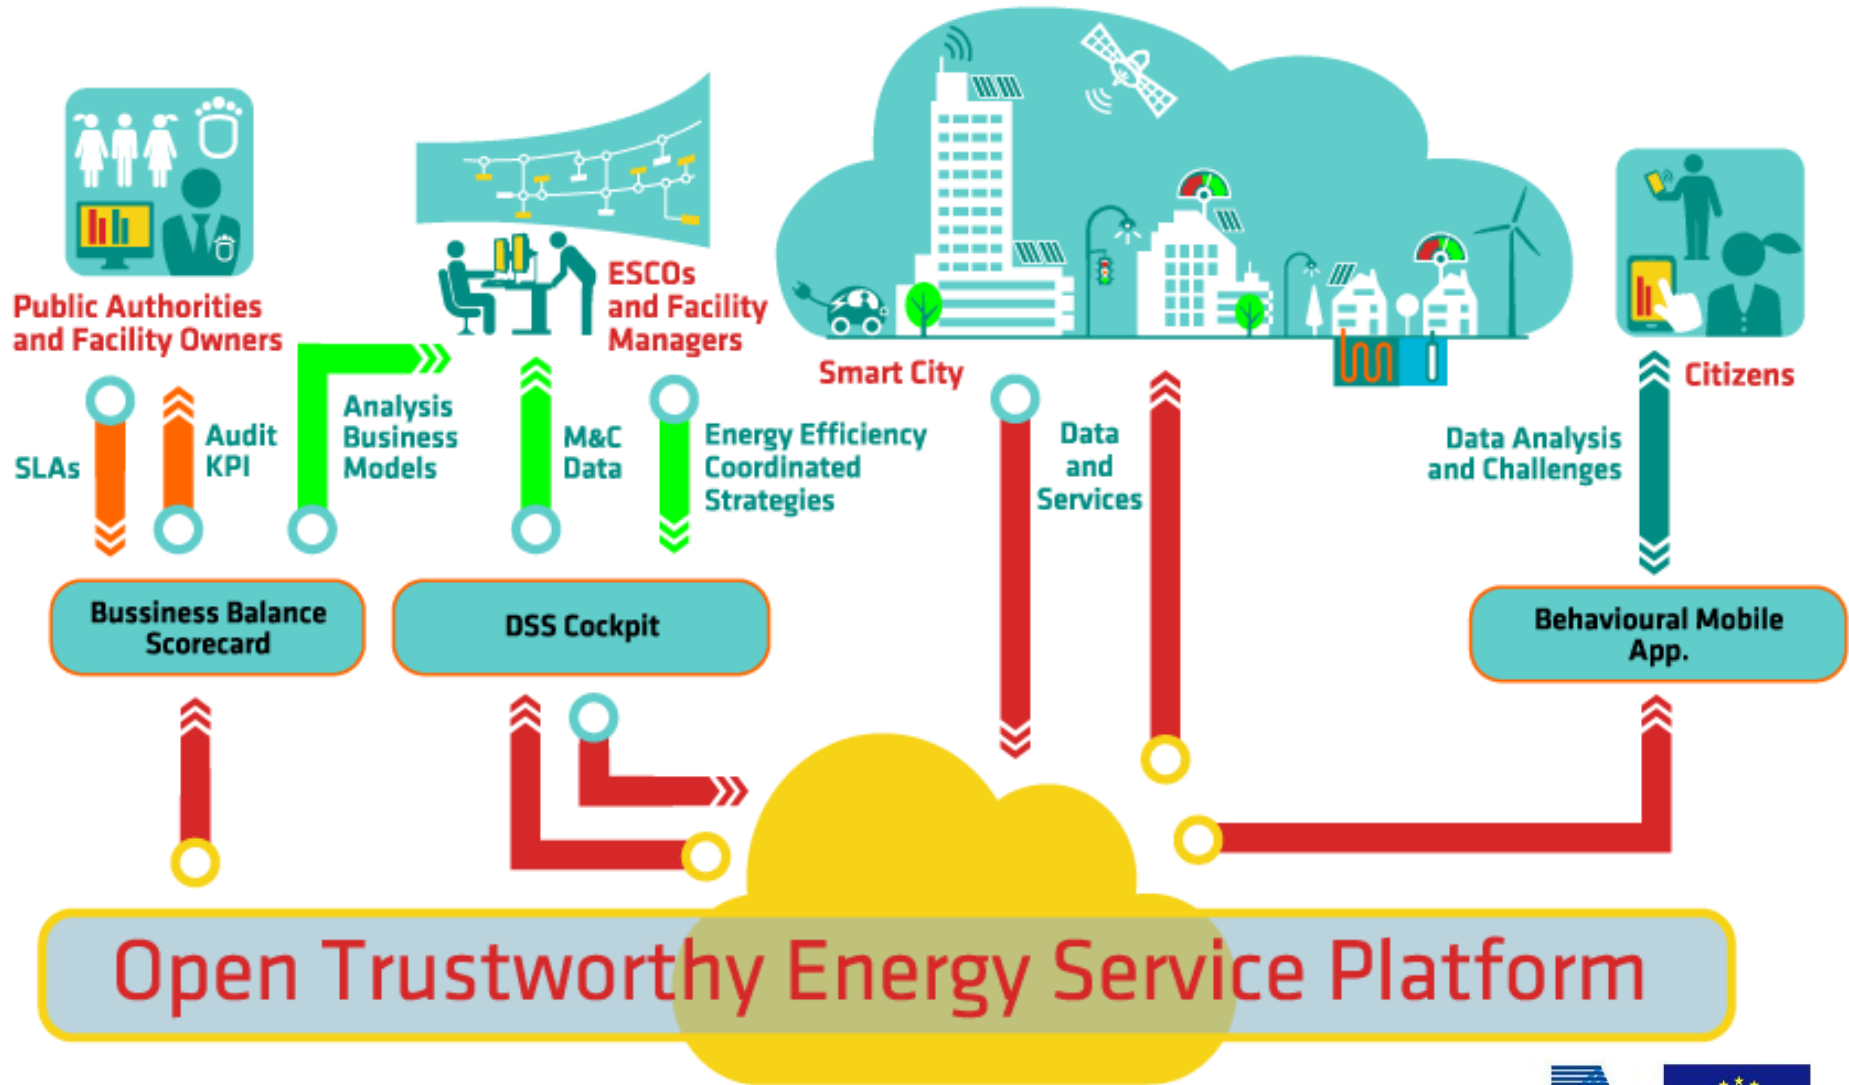 Public Authorities
and Facility Owners
ESCOs
and Facility
Managers
Smart City
Citizens
SLAs
Audit
KPI
Analysis
Business
Models
M&C
Data
Energy Efficiency
Coordinated
Strategies
Data
and
Services
Data Analysis
and Challenges
Bussiness Balance
Scorecard
DSS Cockpit
Behavioural Mobile
App.
Open Trustworthy Energy Service Platform